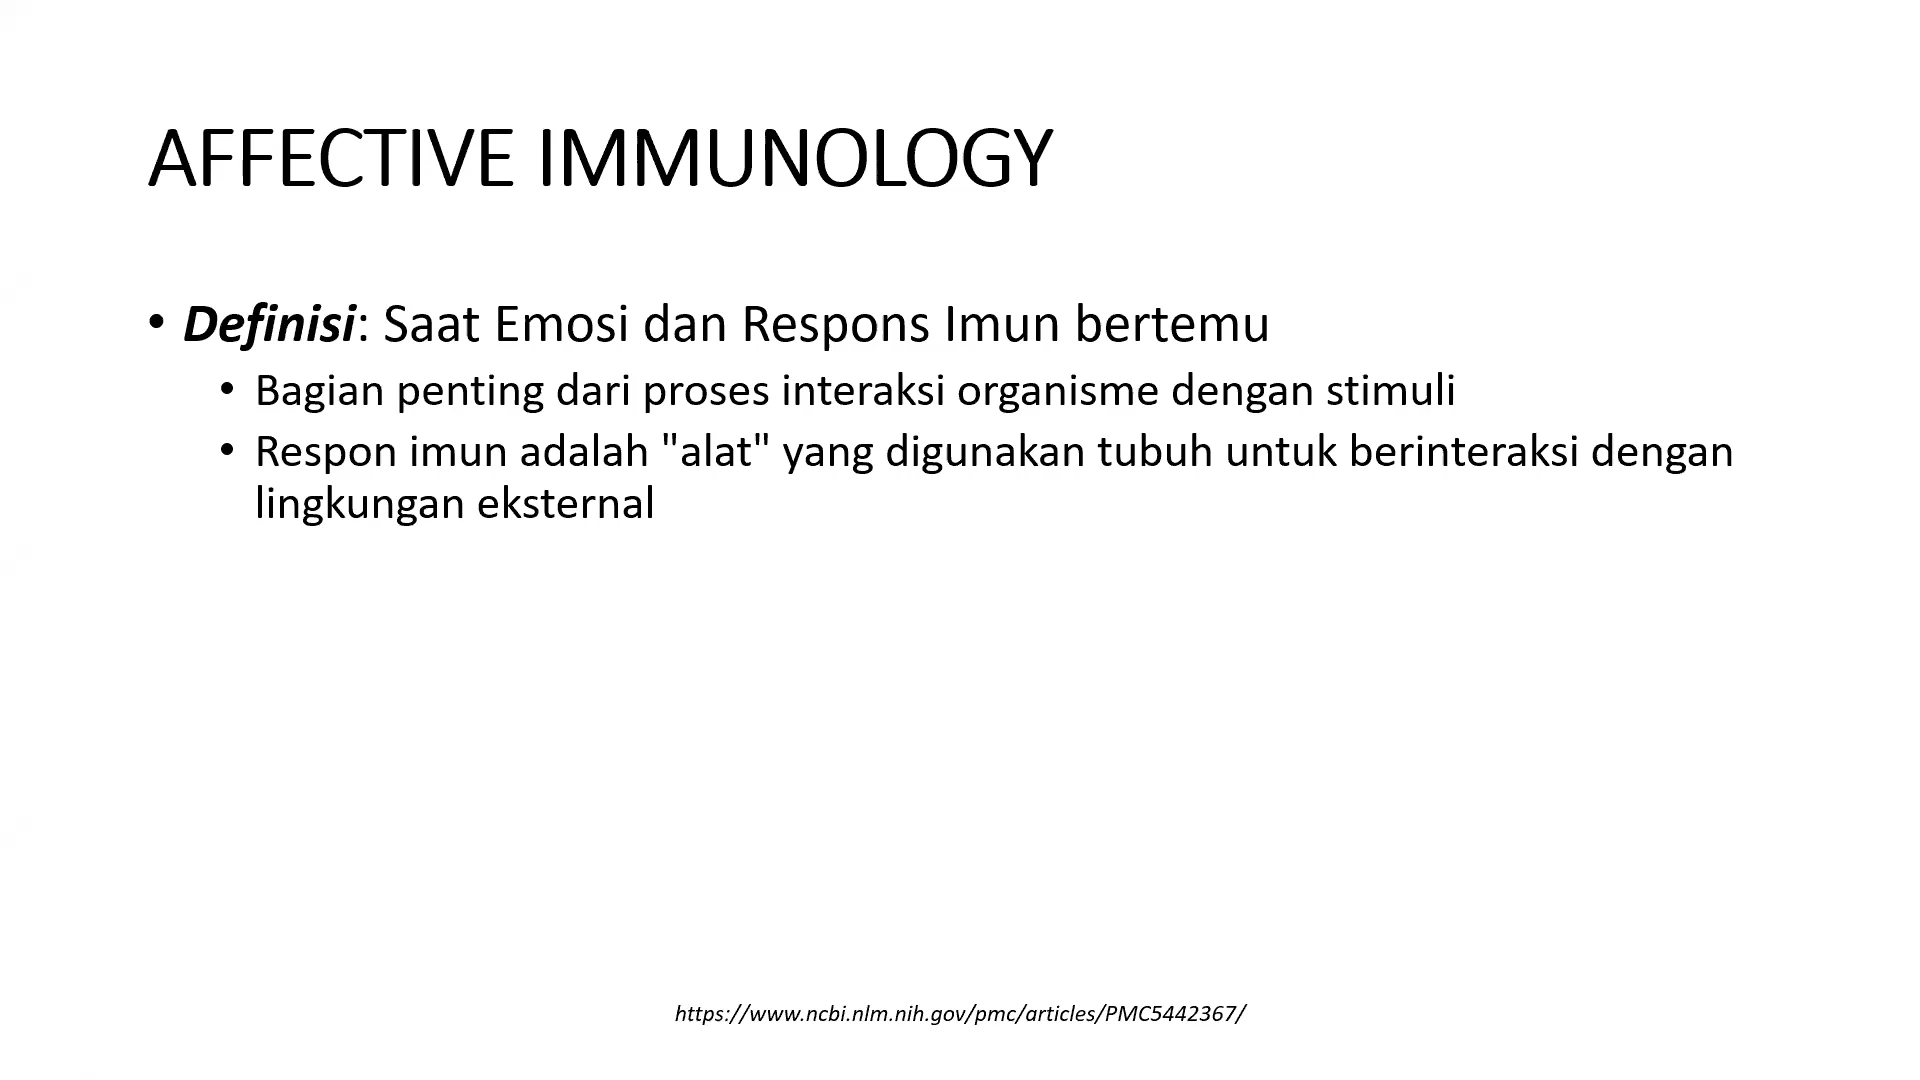 AFFECTIVE IMMUNOLOGY
• Definisi: Saat Emosi dan Respons Imun bertemu
• Bagian penting dari proses interaksi organisme dengan stimuli
• Respon imun adalah "alat" yang digunakan tubuh untuk berinteraksi dengan
lingkungan eksternal
https://www.ncbi.nlm.nih.gov/pmc/articles/PMC5442367/